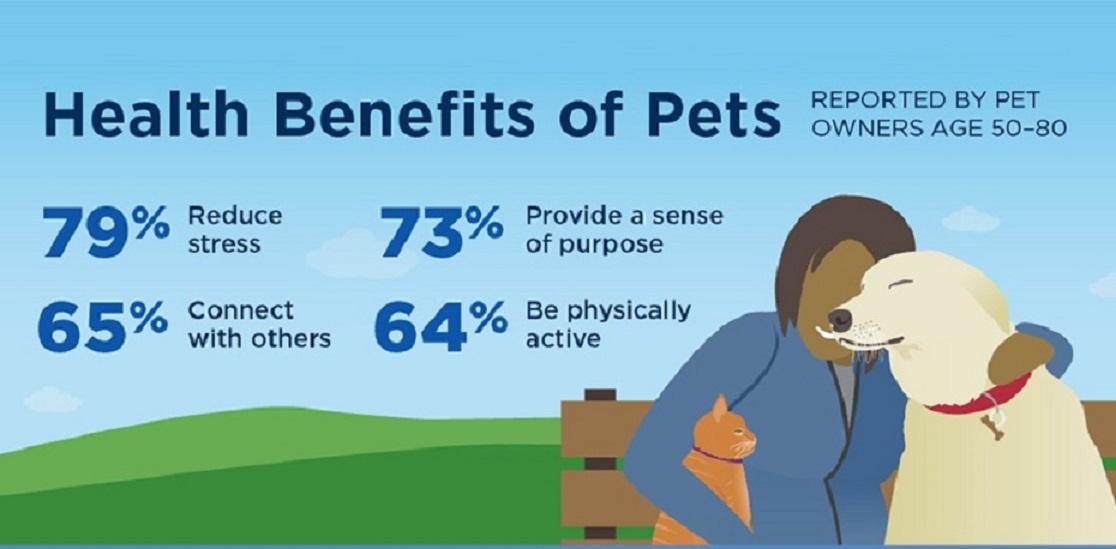 Health Benefits of Pets
REPORTED BY PET
OWNERS AGE 50–80
79% Reduce
stress
73% Provide a sense
of purpose
65% Connect
with others
64% Be physically
active